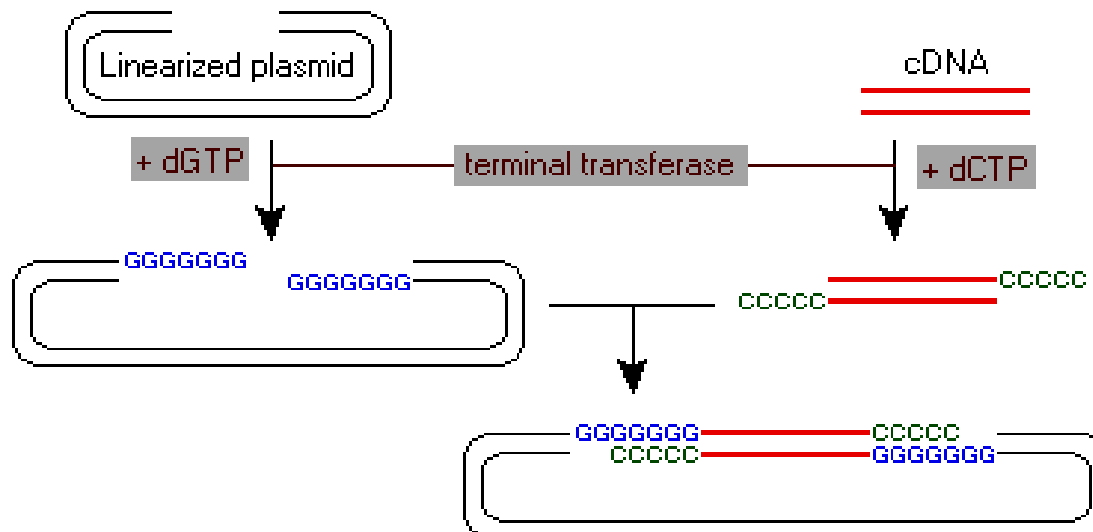 Linearized plasmid
cDNA
+ dGTP
terminal transferase
+ dCTP
GGGGGGG
GGGGGGG
CCCCC
CCCCC
GGGGGGG
CCCCC
CCCCC
GGGGGGG